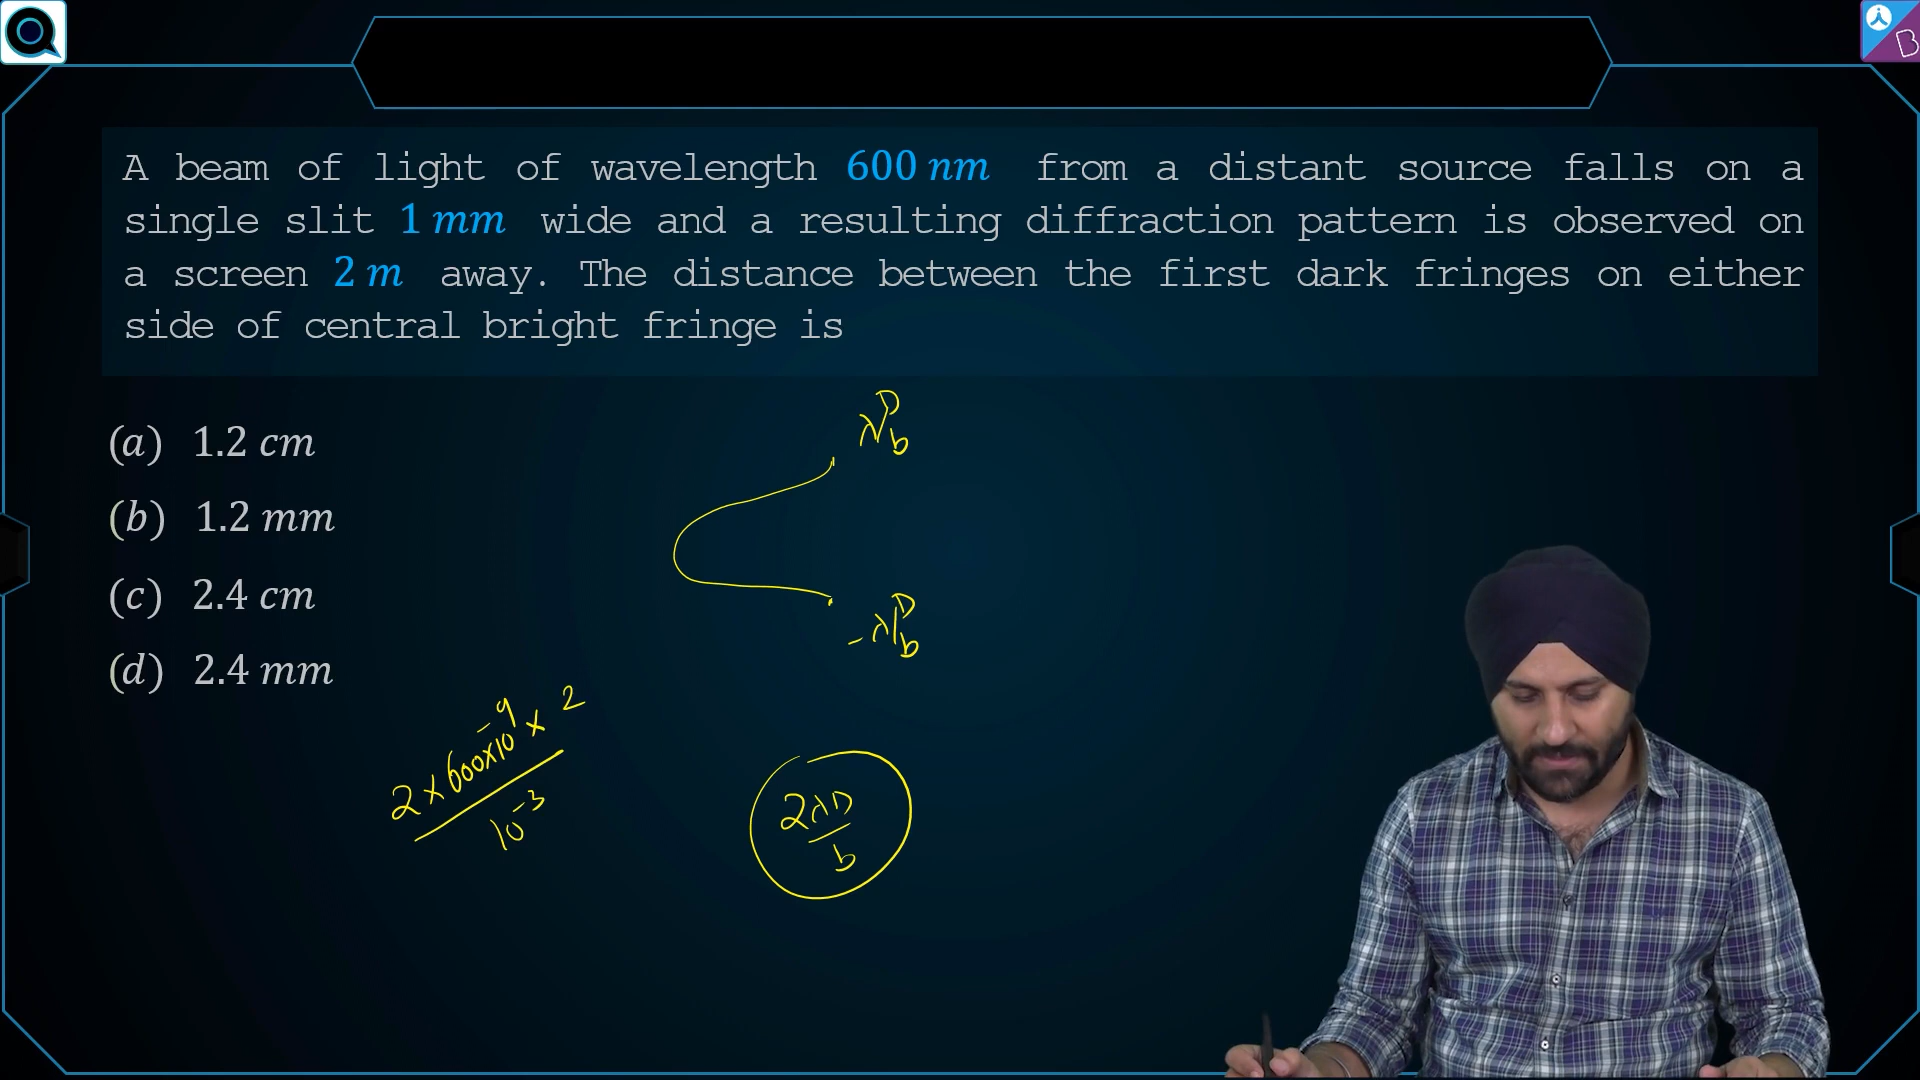 A beam of light of wavelength 600 nm from a distant source falls on a
single slit 1 mm wide and a resulting diffraction pattern is observed on
a screen 2 m away. The distance between the first dark fringes on either
side of central bright fringe is
(a) 1.2 cm
(b) 1.2 mm
(c) 2.4 cm
(d) 2.4 mm
λD/b
-λD/b
2×600×10⁻⁹×2
10⁻³
2λD
b
B